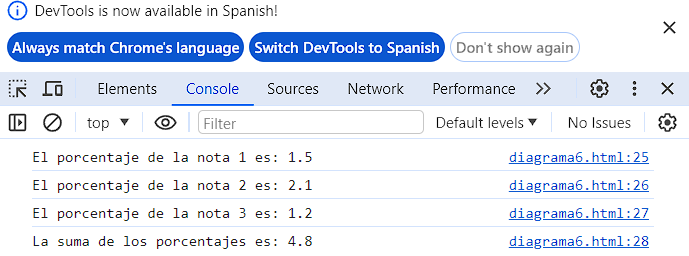 DevTools is now available in Spanish!
Always match Chrome's language Switch DevTools to Spanish Don't show again
Elements Console Sources Network Performance
top Filter Default levels No Issues
El porcentaje de la nota 1 es: 1.5 diagrama6.html:25
El porcentaje de la nota 2 es: 2.1 diagrama6.html:26
El porcentaje de la nota 3 es: 1.2 diagrama6.html:27
La suma de los porcentajes es: 4.8 diagrama6.html:28